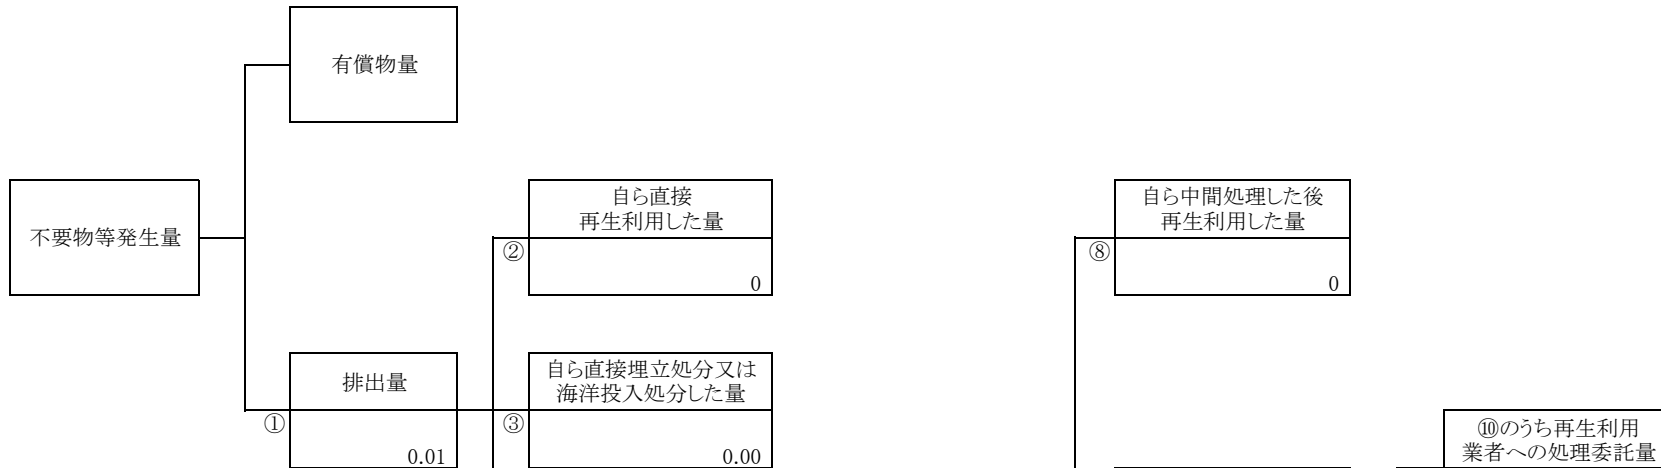 有償物量
不要物等発生量
自ら直接
再生利用した量
②
0
自ら中間処理した後
再生利用した量
⑧
0
排出量
①
0.01
自ら直接埋立処分又は
海洋投入処分した量
③
0.00
⑩のうち再生利用
業者への処理委託量